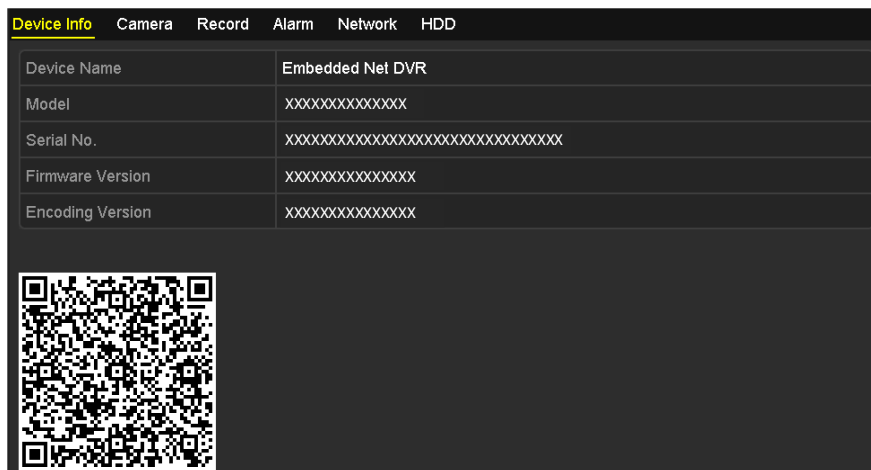 Device Info Camera Record Alarm Network HDD
Device Name Embedded Net DVR
Model XXXXXXXXXXXXXX
Serial No. XXXXXXXXXXXXXXXXXXXXXXXXXXXXXXXX
Firmware Version XXXXXXXXXXXXXXX
Encoding Version XXXXXXXXXXXXXXX